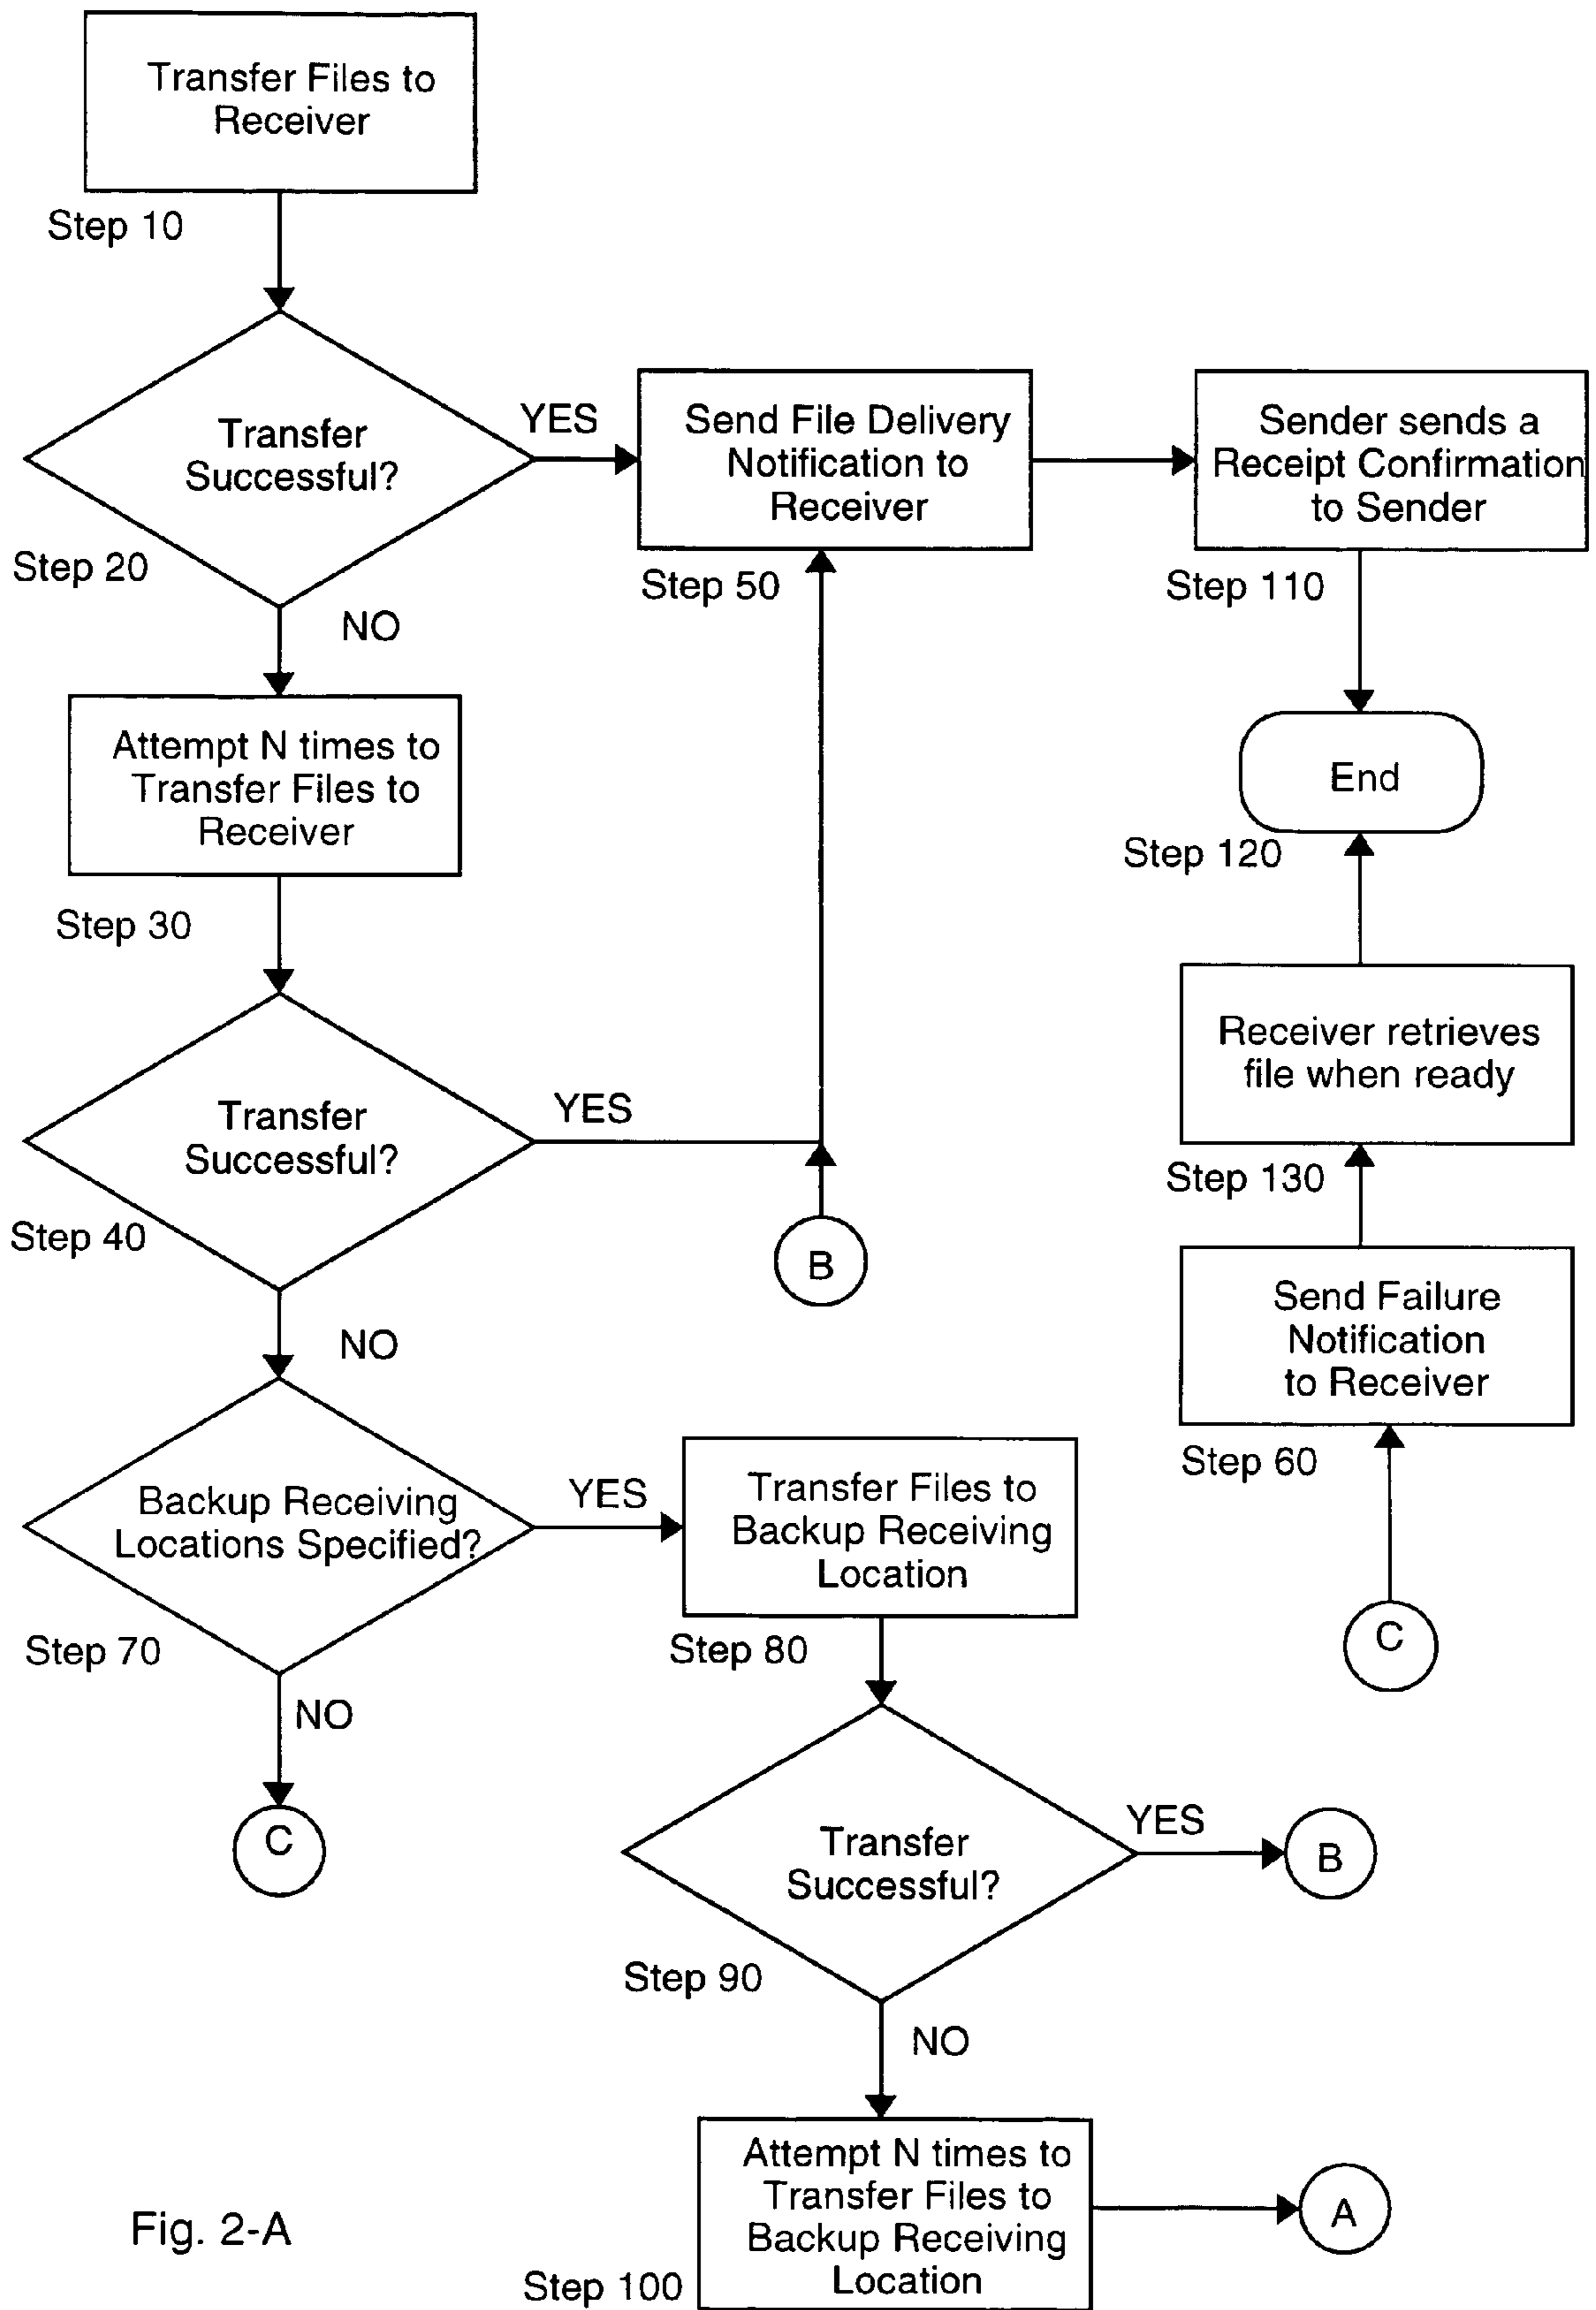 Transfer Files to
Receiver
Step 10
Transfer
Successful?
YES
Step 20
NO
Send File Delivery
Notification to
Receiver
Step 50
Sender sends a
Receipt Confirmation
to Sender
Step 110
End
Step 120
Attempt N times to
Transfer Files to
Receiver
Step 30
Transfer
Successful?
YES
Step 40
NO
B
Receiver retrieves
file when ready
Step 130
Send Failure
Notification
to Receiver
Step 60
C
Backup Receiving
Locations Specified?
YES
Step 70
NO
C
Transfer Files to
Backup Receiving
Location
Step 80
Transfer
Successful?
YES
B
Step 90
NO
Attempt N times to
Transfer Files to
Backup Receiving
Location
Step 100
A
Fig. 2-A